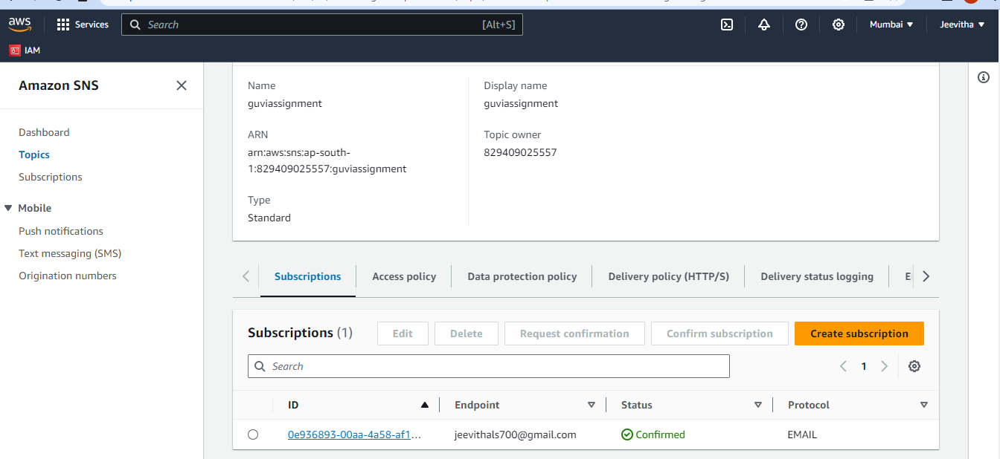 aws
Services
Search
[Alt+S]
Mumbai
Jeevitha
IAM
Amazon SNS
Dashboard
Topics
Subscriptions
Mobile
Push notifications
Text messaging (SMS)
Origination numbers
Name
guviassignment
Display name
guviassignment
ARN
arn:aws:sns:ap-south-
1:829409025557:guviassignment
Topic owner
829409025557
Type
Standard
Subscriptions
Access policy
Data protection policy
Delivery policy (HTTP/S)
Delivery status logging
E
Subscriptions (1)
Edit
Delete
Request confirmation
Confirm subscription
Create subscription
Search
1
ID
Endpoint
Status
Protocol
0e936893-00aa-4a58-af1...
jeevithals700@gmail.com
Confirmed
EMAIL